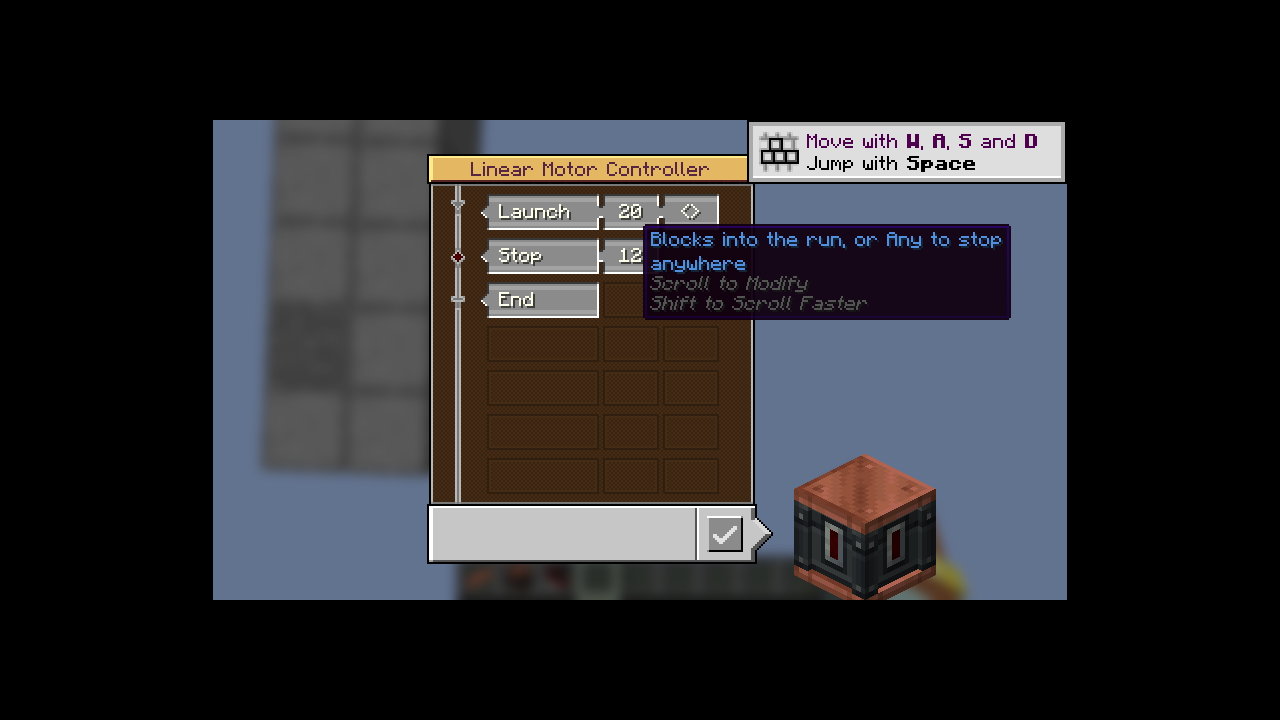 Move with W, A, S and D
Jump with Space
Linear Motor Controller
Launch 20 <>
Stop 12
End
Blocks into the run, or Any to stop
anywhere
Scroll to Modify
Shift to Scroll Faster